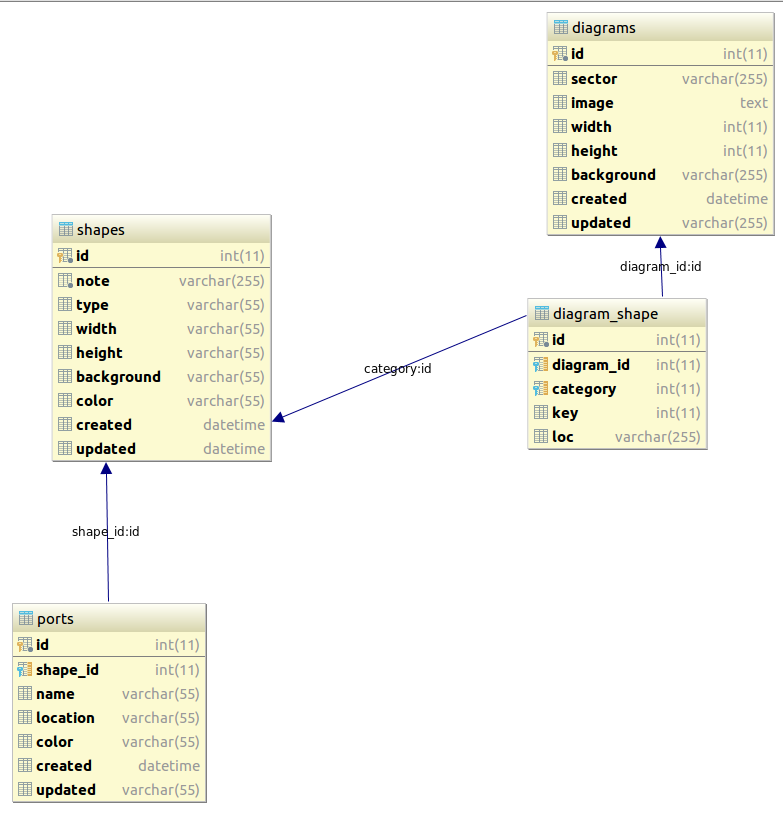 diagrams
id int(11)
sector varchar(255)
image text
width int(11)
height int(11)
background varchar(255)
created datetime
updated varchar(255)
diagram_id:id
shapes
id int(11)
note varchar(255)
type varchar(55)
width varchar(55)
height varchar(55)
background varchar(55)
color varchar(55)
created datetime
updated datetime
category:id
diagram_shape
id int(11)
diagram_id int(11)
category int(11)
key int(11)
loc varchar(255)
shape_id:id
ports
id int(11)
shape_id int(11)
name varchar(55)
location varchar(55)
color varchar(55)
created datetime
updated varchar(55)